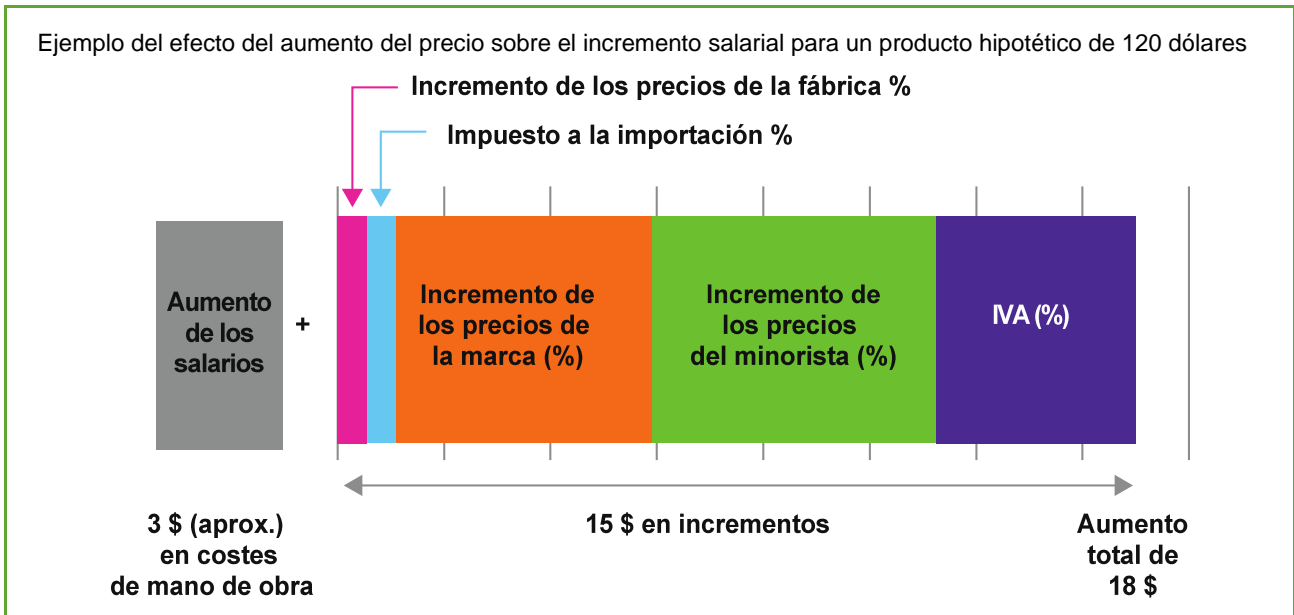 Ejemplo del efecto del aumento del precio sobre el incremento salarial para un producto hipotético de 120 dólares
Incremento de los precios de la fábrica %
Impuesto a la importación %
Aumento
de los
salarios
+
Incremento de
los precios de
la marca (%)
Incremento de
los precios
del minorista (%)
IVA (%)
3 $ (aprox.)
en costes
de mano de obra
15 $ en incrementos
Aumento
total de
18 $